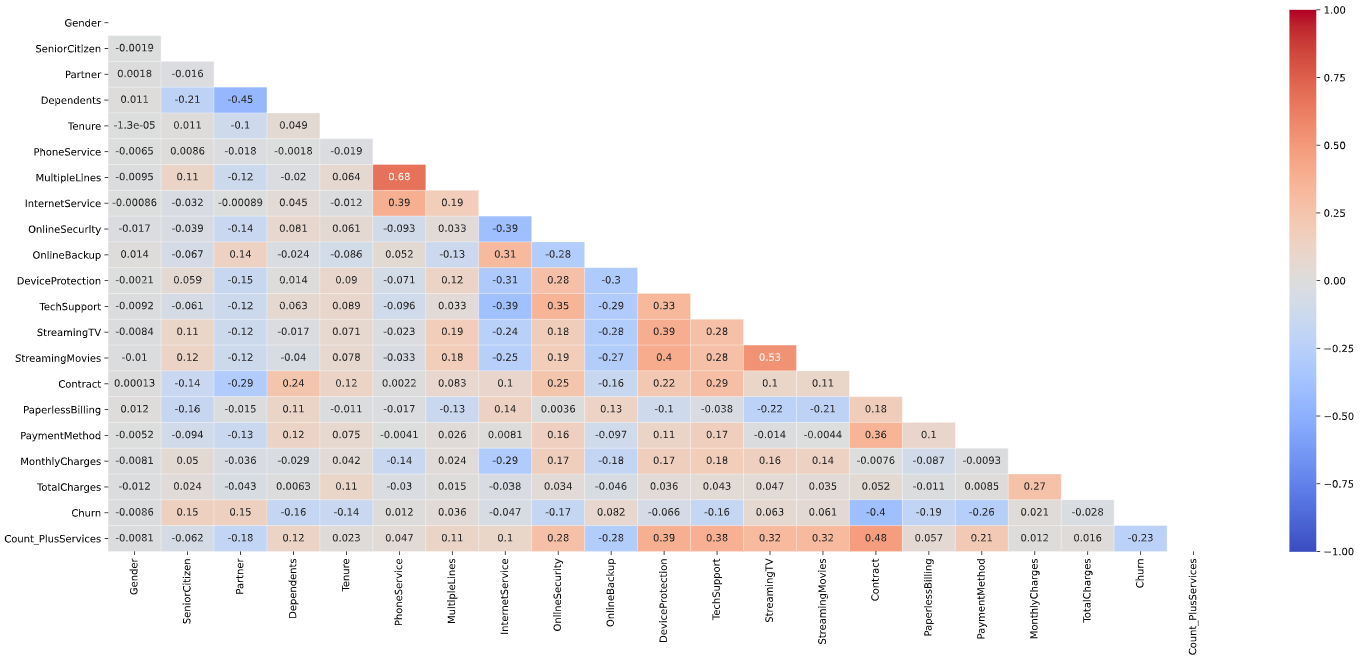 Gender
SeniorCitizen -0.0019
Partner 0.0018 -0.016
Dependents 0.011 -0.21 -0.45
Tenure -1.3e-05 0.011 -0.1 0.049
PhoneService -0.0065 0.0086 -0.018 -0.0018 -0.019
MultipleLines -0.0095 0.11 -0.12 -0.02 0.064 0.68
InternetService -0.00086 -0.032 -0.00089 0.045 -0.012 0.39 0.19
OnlineSecurity -0.017 -0.039 -0.14 0.081 0.061 -0.093 0.033 -0.39
OnlineBackup 0.014 -0.067 0.14 -0.024 -0.086 0.052 -0.13 0.31 -0.28
DeviceProtection -0.0021 0.059 -0.15 0.014 0.09 -0.071 0.12 -0.31 0.28 -0.3
TechSupport -0.0092 -0.061 -0.12 0.063 0.089 -0.096 0.033 -0.39 0.35 -0.29 0.33
StreamingTV -0.0084 0.11 -0.12 -0.017 0.071 -0.023 0.19 -0.24 0.18 -0.28 0.39 0.28
StreamingMovies -0.01 0.12 -0.12 -0.04 0.078 -0.033 0.18 -0.25 0.19 -0.27 0.4 0.28 0.53
Contract 0.00013 -0.14 -0.29 0.24 0.12 0.0022 0.083 0.1 0.25 -0.16 0.22 0.29 0.1 0.11
PaperlessBilling 0.012 -0.16 -0.015 0.11 -0.011 -0.017 -0.13 0.14 0.0036 0.13 -0.1 -0.038 -0.22 -0.21 0.18
PaymentMethod -0.0052 -0.094 -0.13 0.12 0.075 -0.0041 0.026 0.0081 0.16 -0.097 0.11 0.17 -0.014 -0.0044 0.36 0.1
MonthlyCharges -0.0081 0.05 -0.036 -0.029 0.042 -0.14 0.024 -0.29 0.17 -0.18 0.17 0.18 0.16 0.14 -0.0076 -0.087 -0.0093
TotalCharges -0.012 0.024 -0.043 0.0063 0.11 -0.03 0.015 -0.038 0.034 -0.046 0.036 0.043 0.047 0.035 0.052 -0.011 0.0085 0.27
Churn -0.0086 0.15 0.15 -0.16 -0.14 0.012 0.036 -0.047 -0.17 0.082 -0.066 -0.16 0.063 0.061 -0.4 -0.19 -0.26 0.021 -0.028
Count_PlusServices -0.0081 -0.062 -0.18 0.12 0.023 0.047 0.11 0.1 0.28 -0.28 0.39 0.38 0.32 0.32 0.48 0.057 0.21 0.012 0.016 -0.23
Gender
SeniorCitizen
Partner
Dependents
Tenure
PhoneService
MultipleLines
InternetService
OnlineSecurity
OnlineBackup
DeviceProtection
TechSupport
StreamingTV
StreamingMovies
Contract
PaperlessBilling
PaymentMethod
MonthlyCharges
TotalCharges
Churn
Count_PlusServices
1.00
0.75
0.50
0.25
0.00
−0.25
−0.50
−0.75
−1.00